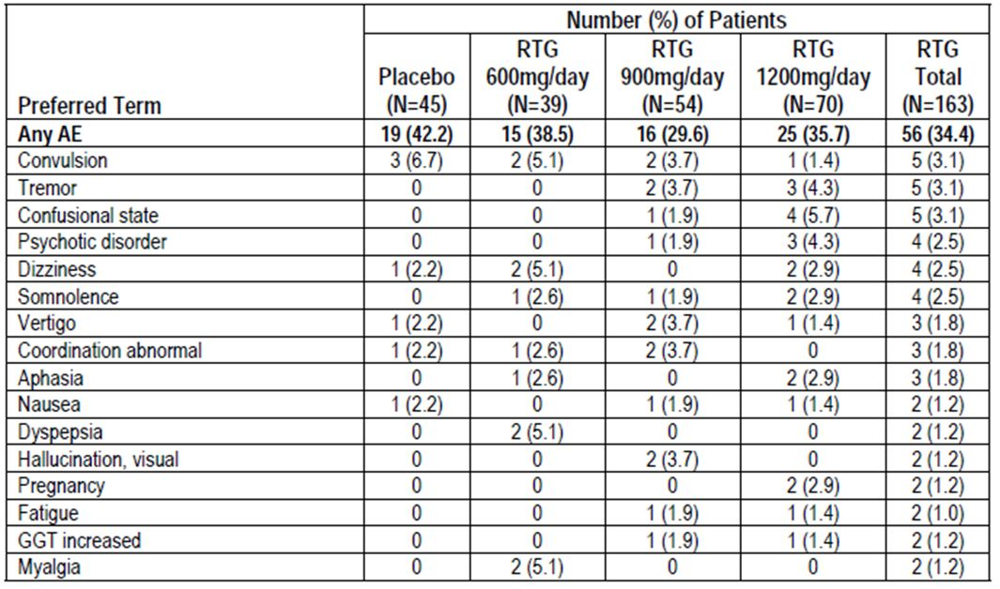 Number (%) of Patients
Preferred Term Placebo (N=45) RTG 600mg/day (N=39) RTG 900mg/day (N=54) RTG 1200mg/day (N=70) RTG Total (N=163)
Any AE 19 (42.2) 15 (38.5) 16 (29.6) 25 (35.7) 56 (34.4)
Convulsion 3 (6.7) 2 (5.1) 2 (3.7) 1 (1.4) 5 (3.1)
Tremor 0 0 2 (3.7) 3 (4.3) 5 (3.1)
Confusional state 0 0 1 (1.9) 4 (5.7) 5 (3.1)
Psychotic disorder 0 0 1 (1.9) 3 (4.3) 4 (2.5)
Dizziness 1 (2.2) 2 (5.1) 0 2 (2.9) 4 (2.5)
Somnolence 0 1 (2.6) 1 (1.9) 2 (2.9) 4 (2.5)
Vertigo 1 (2.2) 0 2 (3.7) 1 (1.4) 3 (1.8)
Coordination abnormal 1 (2.2) 1 (2.6) 2 (3.7) 0 3 (1.8)
Aphasia 0 1 (2.6) 0 2 (2.9) 3 (1.8)
Nausea 1 (2.2) 0 1 (1.9) 1 (1.4) 2 (1.2)
Dyspepsia 0 2 (5.1) 0 0 2 (1.2)
Hallucination, visual 0 0 2 (3.7) 0 2 (1.2)
Pregnancy 0 0 0 2 (2.9) 2 (1.2)
Fatigue 0 0 1 (1.9) 1 (1.4) 2 (1.0)
GGT increased 0 0 1 (1.9) 1 (1.4) 2 (1.2)
Myalgia 0 2 (5.1) 0 0 2 (1.2)